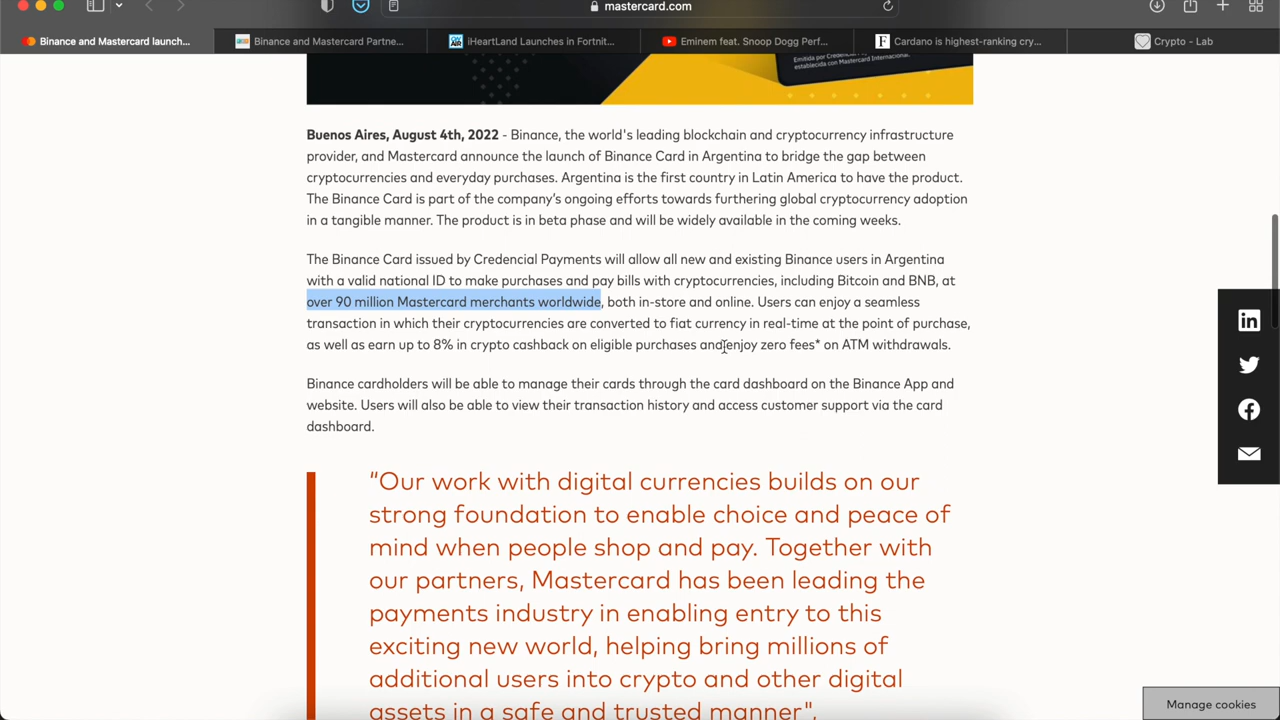 mastercard.com
Binance and Mastercard launch...
Binance and Mastercard Partne...
iHeartLand Launches in Fortnit...
Eminem feat. Snoop Dogg Perf...
Cardano is highest-ranking cry...
Crypto - Lab
Emitida por Credencial
establecida con Mastercard Internacional.
Buenos Aires, August 4th, 2022 - Binance, the world's leading blockchain and cryptocurrency infrastructure
provider, and Mastercard announce the launch of Binance Card in Argentina to bridge the gap between
cryptocurrencies and everyday purchases. Argentina is the first country in Latin America to have the product.
The Binance Card is part of the company's ongoing efforts towards furthering global cryptocurrency adoption
in a tangible manner. The product is in beta phase and will be widely available in the coming weeks.
The Binance Card issued by Credencial Payments will allow all new and existing Binance users in Argentina
with a valid national ID to make purchases and pay bills with cryptocurrencies, including Bitcoin and BNB, at
over 90 million Mastercard merchants worldwide, both in-store and online. Users can enjoy a seamless
transaction in which their cryptocurrencies are converted to fiat currency in real-time at the point of purchase,
as well as earn up to 8% in crypto cashback on eligible purchases and enjoy zero fees* on ATM withdrawals.
Binance cardholders will be able to manage their cards through the card dashboard on the Binance App and
website. Users will also be able to view their transaction history and access customer support via the card
dashboard.
“Our work with digital currencies builds on our
strong foundation to enable choice and peace of
mind when people shop and pay. Together with
our partners, Mastercard has been leading the
payments industry in enabling entry to this
exciting new world, helping bring millions of
additional users into crypto and other digital
assets in a safe and trusted manner",
Manage cookies